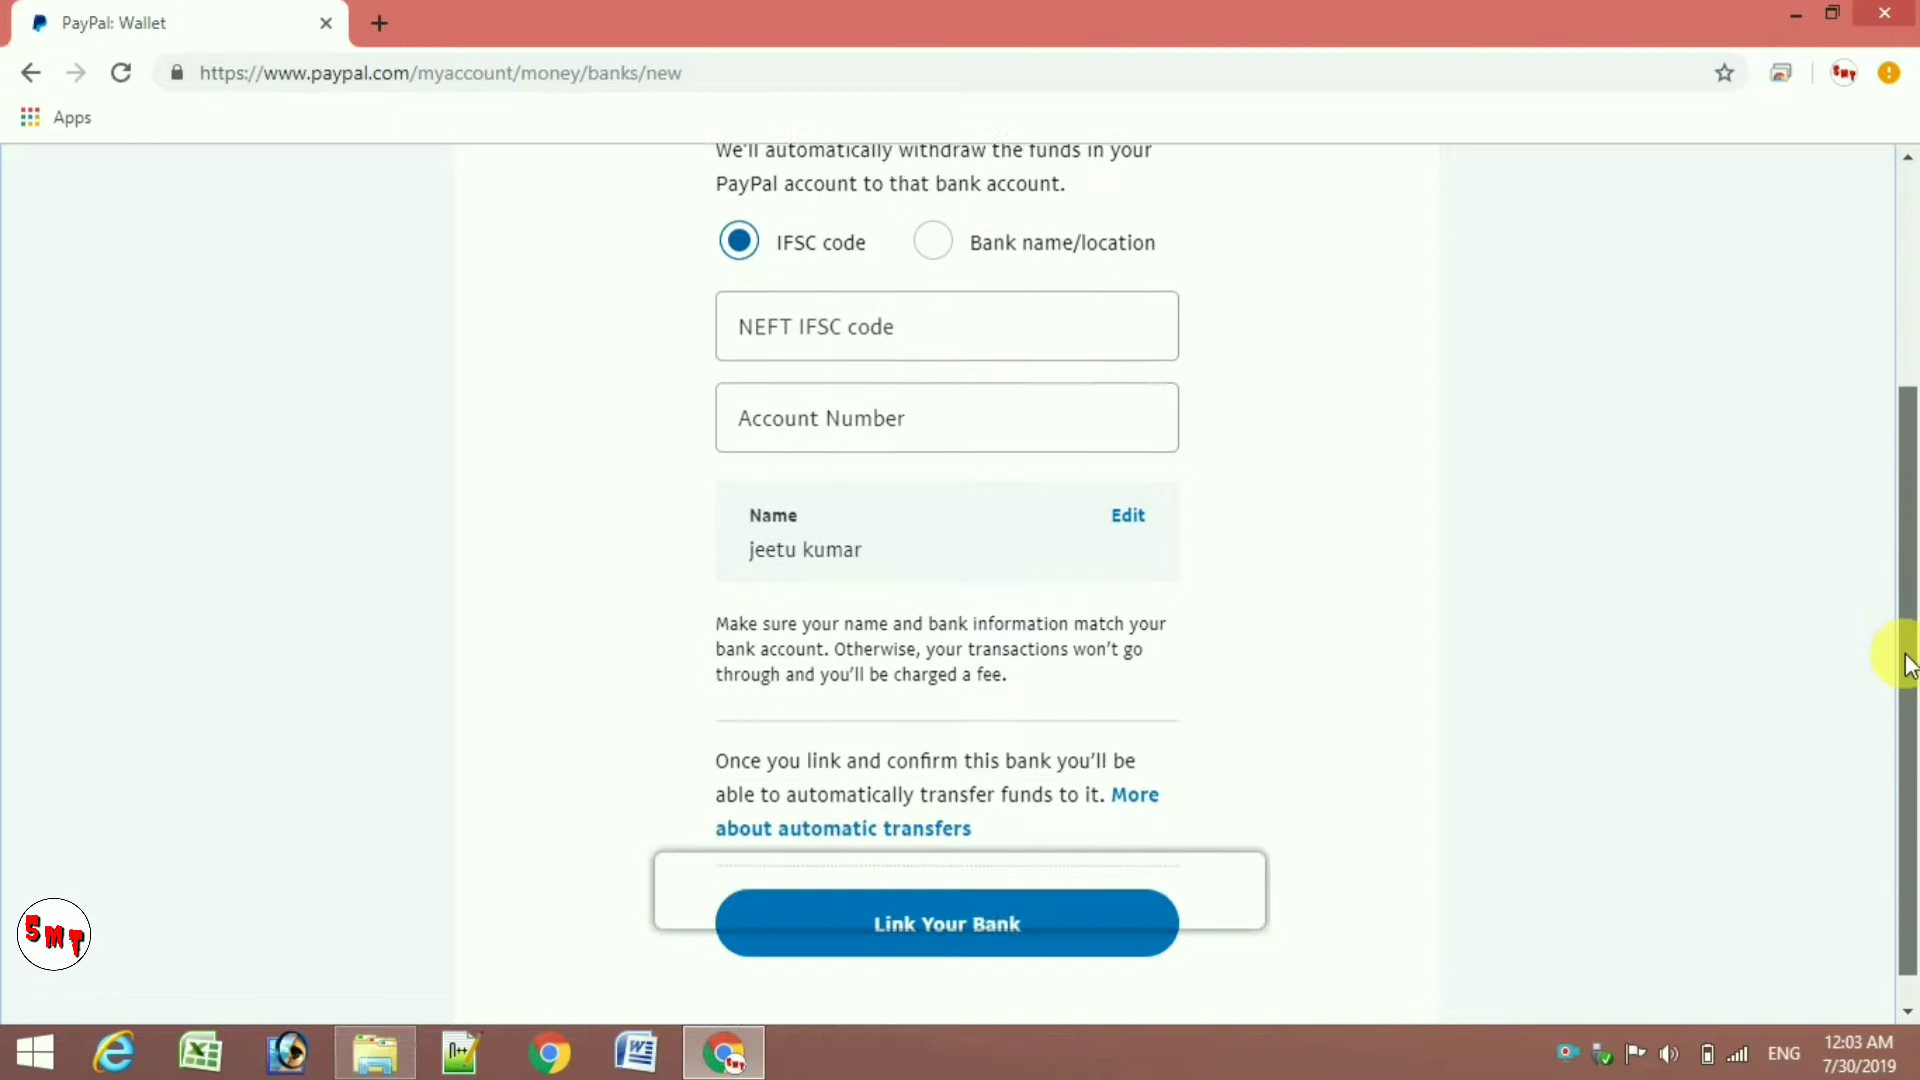 PayPal: Wallet
https://www.paypal.com/myaccount/money/banks/new
SMT
Apps
We'll automatically withdraw the funds in your
PayPal account to that bank account.
IFSC code
Bank name/location
NEFT IFSC code
Account Number
Name
Edit
jeetu kumar
Make sure your name and bank information match your
bank account. Otherwise, your transactions won't go
through and you'll be charged a fee.
Once you link and confirm this bank you'll be
able to automatically transfer funds to it. More
about automatic transfers
Link Your Bank
SMT
ENG
12:03 AM
7/30/2019